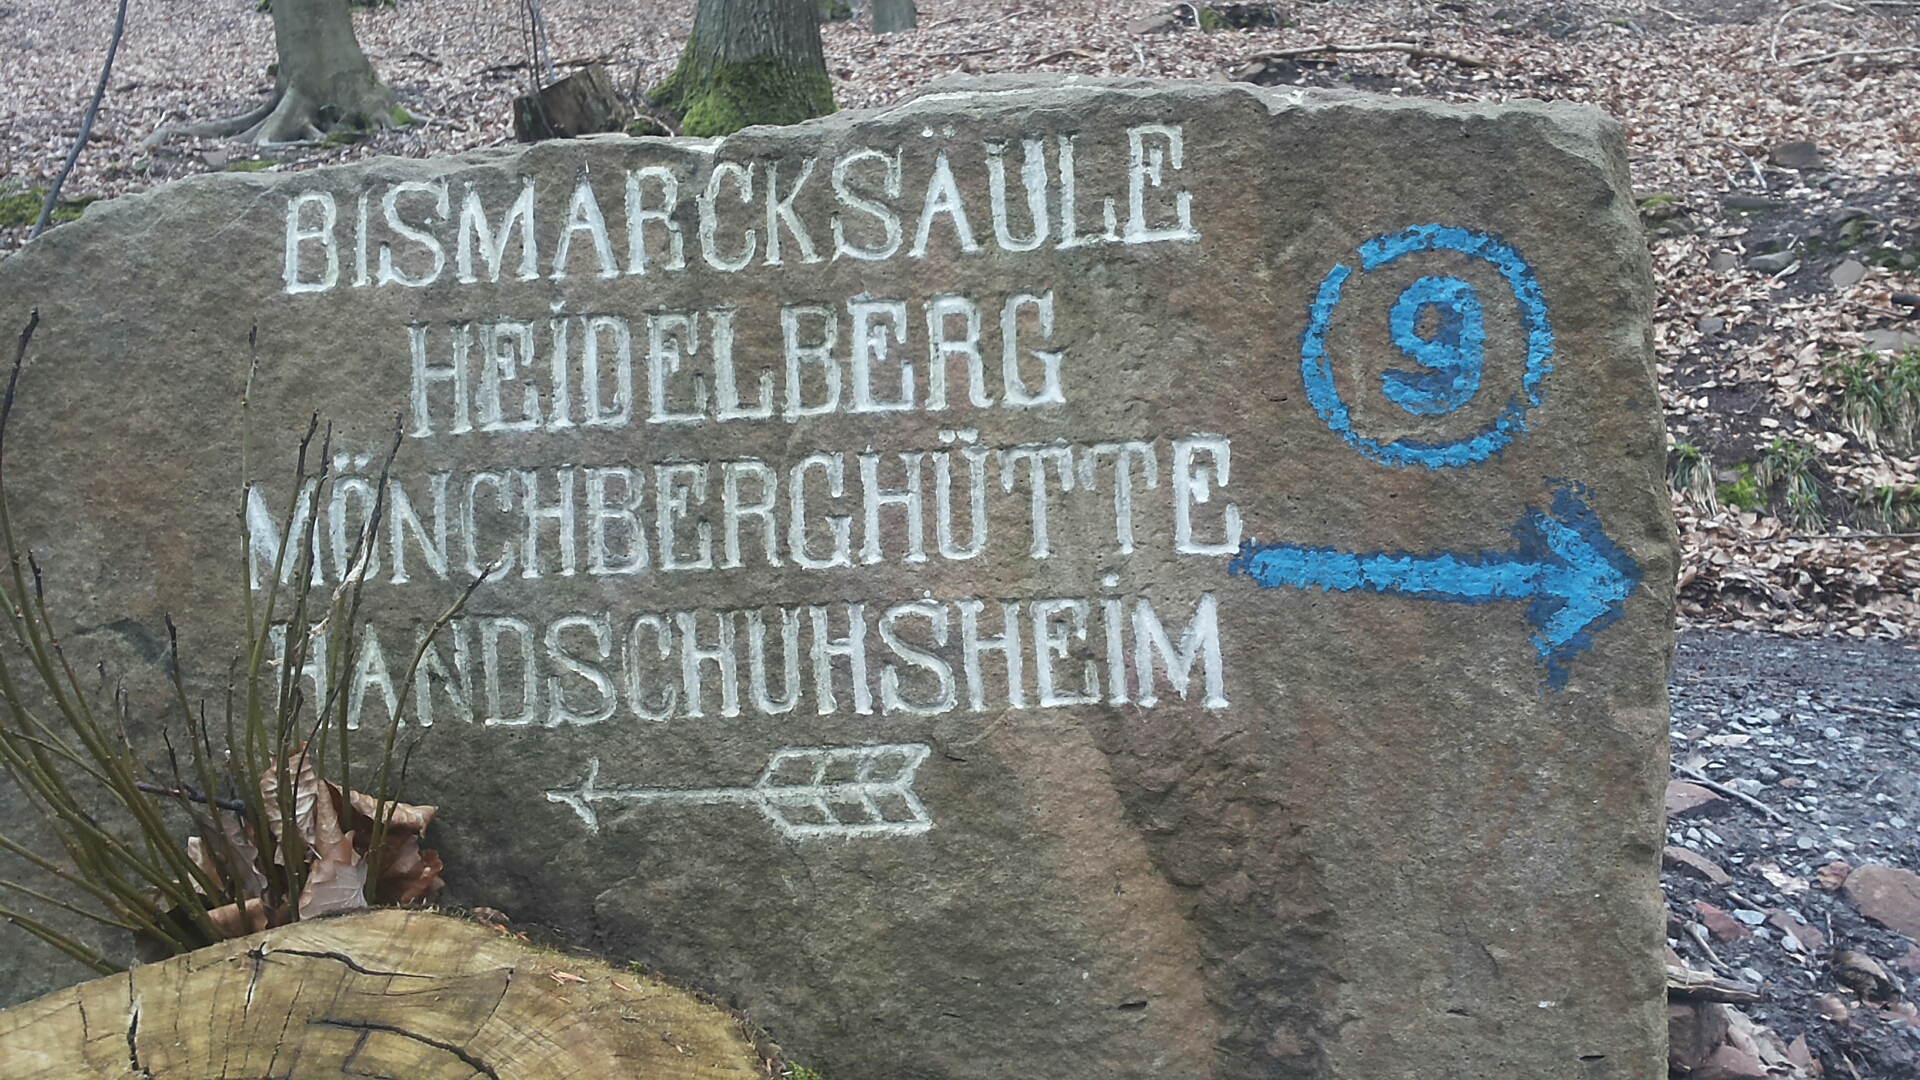 BISMARCKSÄULE
HEIDELBERG
MÖNCHBERGHÜTTE
HANDSCHUHSHEIM
9